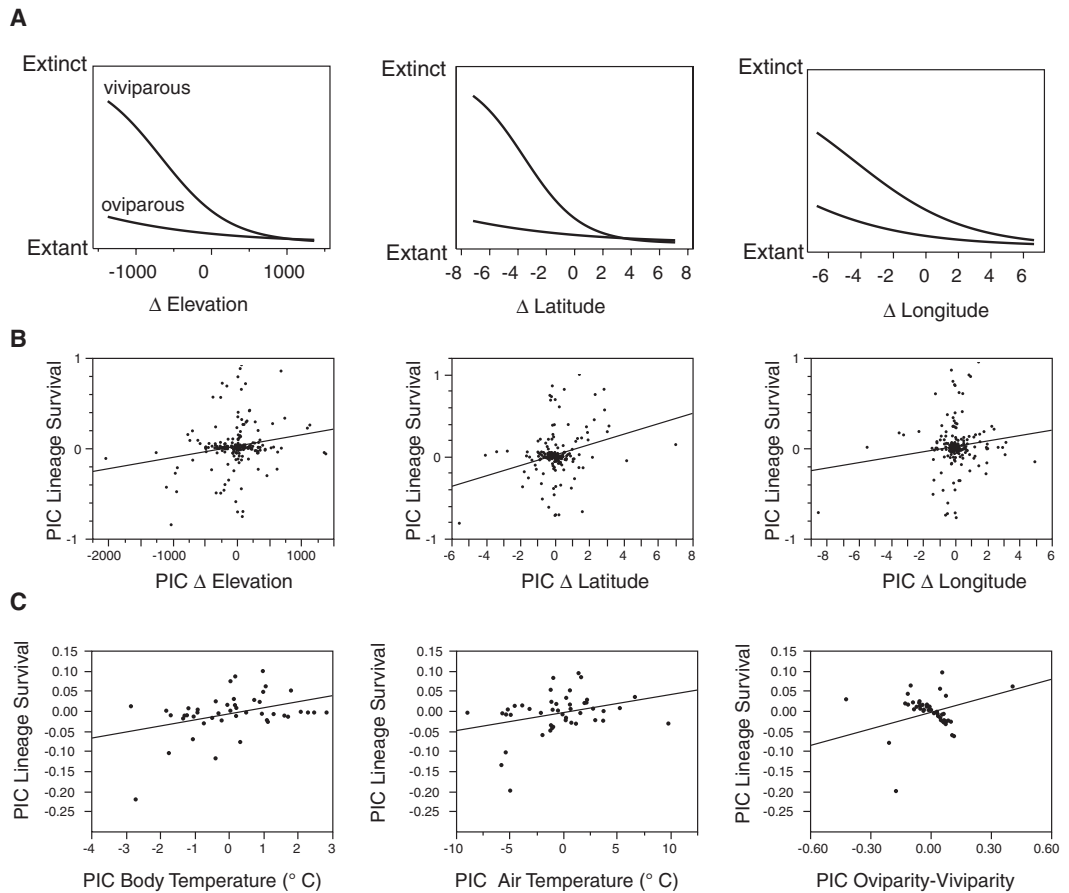 A
Extinct
viviparous
oviparous
Extant
-1000 0 1000
Δ Elevation
Extinct
Extant
-8 -6 -4 -2 0 2 4 6 8
Δ Latitude
Extinct
Extant
-6 -4 -2 0 2 4 6
Δ Longitude
B
PIC Lineage Survival
1
0
-1
-2000 -1000 0 1000
PIC Δ Elevation
PIC Lineage Survival
1
0
-1
-6 -4 -2 0 2 4 6 8
PIC Δ Latitude
PIC Lineage Survival
1
0
-1
-8 -6 -4 -2 0 2 4 6
PIC Δ Longitude
C
PIC Lineage Survival
0.15
0.10
0.05
0.00
-0.05
-0.10
-0.15
-0.20
-0.25
-4 -3 -2 -1 0 1 2 3
PIC Body Temperature (° C)
PIC Lineage Survival
0.15
0.10
0.05
0.00
-0.05
-0.10
-0.15
-0.20
-0.25
-10 -5 0 5 10
PIC Air Temperature (° C)
PIC Lineage Survival
0.15
0.10
0.05
0.00
-0.05
-0.10
-0.15
-0.20
-0.25
-0.60 -0.30 0.00 0.30 0.60
PIC Oviparity-Viviparity